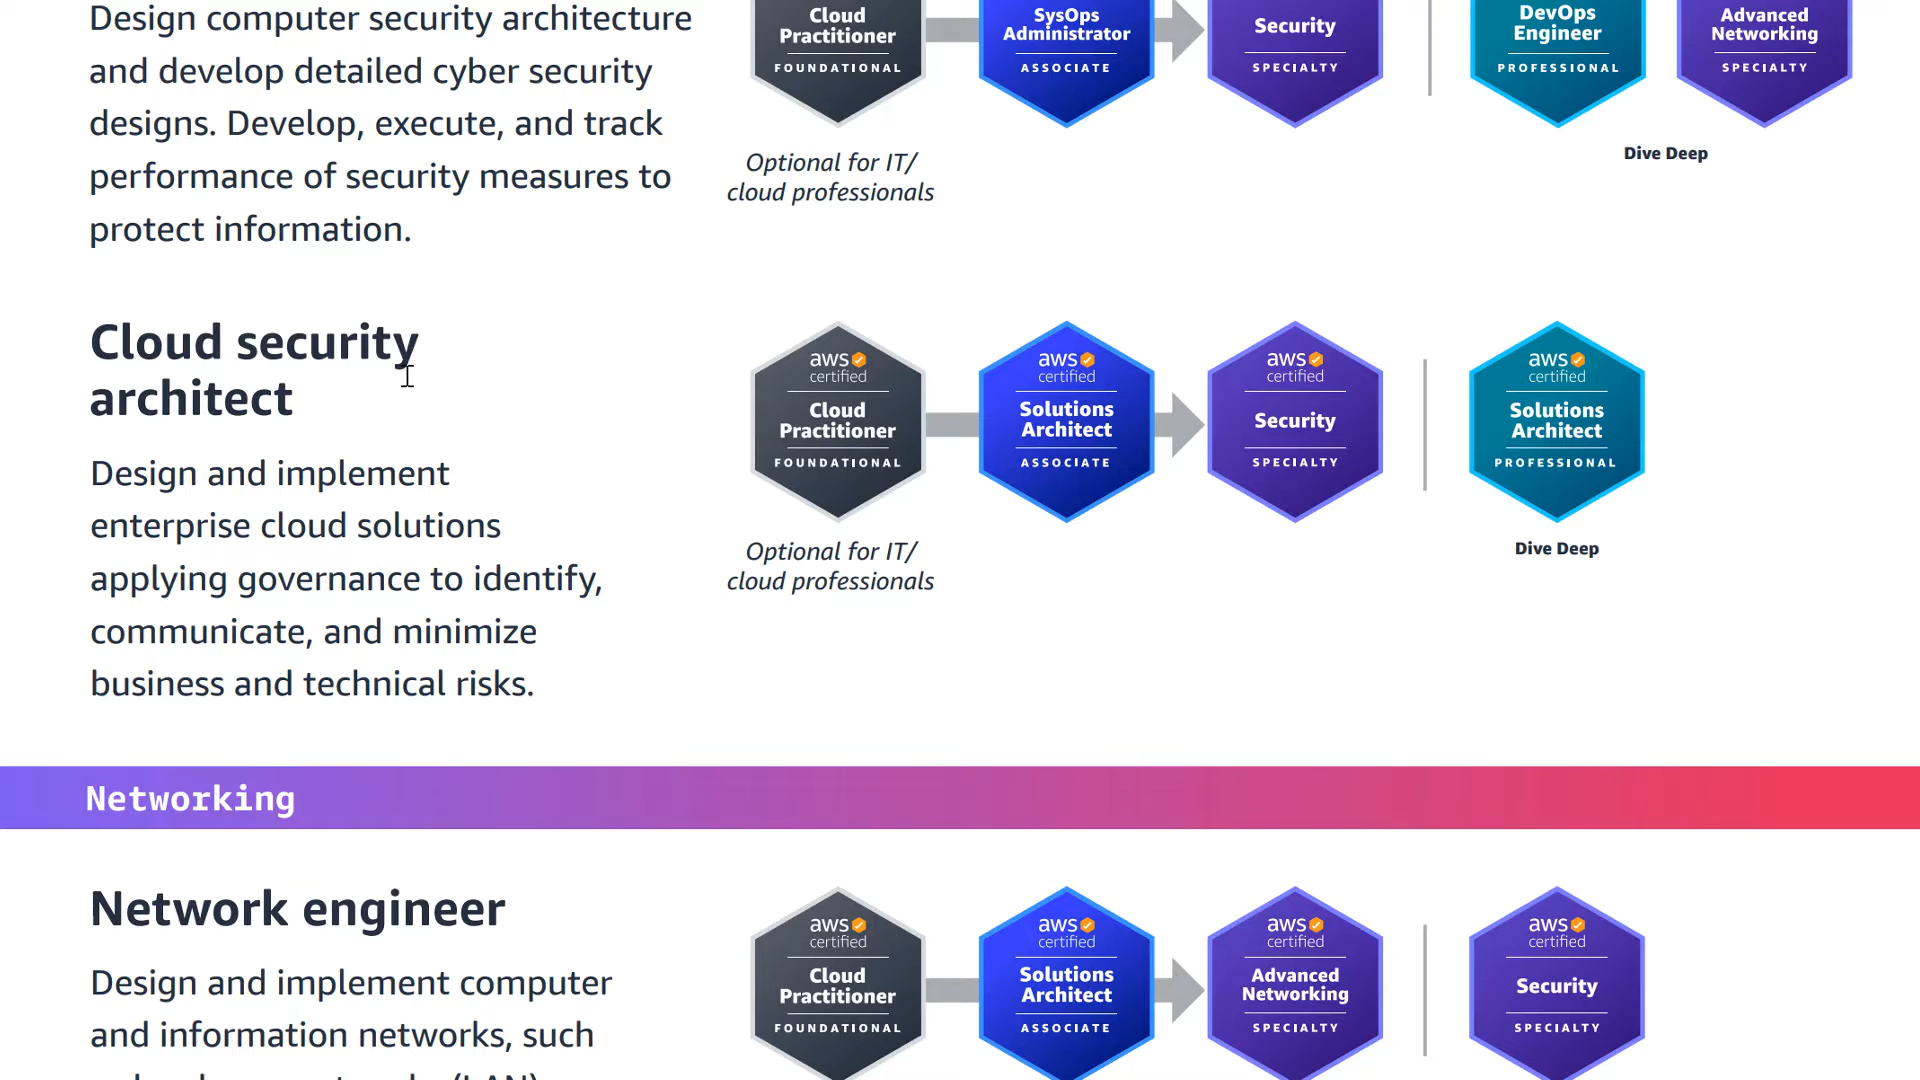 Design computer security architecture
and develop detailed cyber security
designs. Develop, execute, and track
performance of security measures to
protect information.
Cloud
Practitioner
FOUNDATIONAL
SysOps
Administrator
ASSOCIATE
Security
SPECIALTY
DevOps
Engineer
PROFESSIONAL
Advanced
Networking
SPECIALTY
Optional for IT/
cloud professionals
Dive Deep
Cloud security
architect
Design and implement
enterprise cloud solutions
applying governance to identify,
communicate, and minimize
business and technical risks.
aws
certified
Cloud
Practitioner
FOUNDATIONAL
aws
certified
Solutions
Architect
ASSOCIATE
aws
certified
Security
SPECIALTY
aws
certified
Solutions
Architect
PROFESSIONAL
Optional for IT/
cloud professionals
Dive Deep
Networking
Network engineer
Design and implement computer
and information networks, such
aws
certified
Cloud
Practitioner
FOUNDATIONAL
aws
certified
Solutions
Architect
ASSOCIATE
aws
certified
Advanced
Networking
SPECIALTY
aws
certified
Security
SPECIALTY